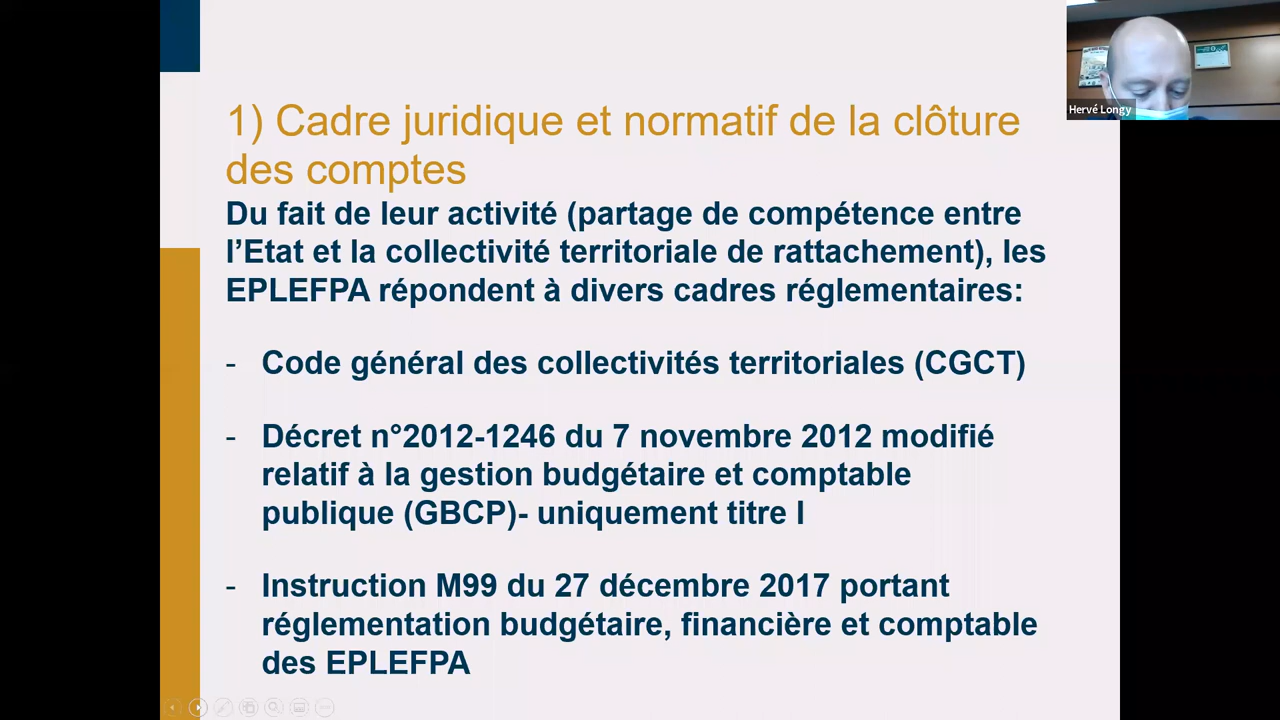 1) Cadre juridique et normatif de la clôture
des comptes
Du fait de leur activité (partage de compétence entre
l’Etat et la collectivité territoriale de rattachement), les
EPLEFPA répondent à divers cadres réglementaires:
- Code général des collectivités territoriales (CGCT)
- Décret n°2012-1246 du 7 novembre 2012 modifié
relatif à la gestion budgétaire et comptable
publique (GBCP)- uniquement titre I
- Instruction M99 du 27 décembre 2017 portant
réglementation budgétaire, financière et comptable
des EPLEFPA
Hervé Longy